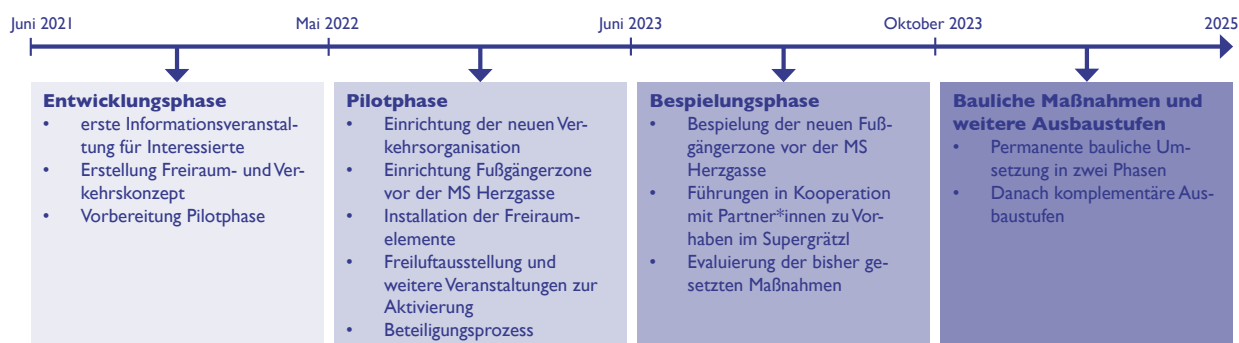 Juni 2021 Mai 2022 Juni 2023 Oktober 2023 2025
Entwicklungsphase
• erste Informationsveranstal-
tung für Interessierte
• Erstellung Freiraum- und Ver-
kehrskonzept
• Vorbereitung Pilotphase
Pilotphase
• Einrichtung der neuen Ver-
kehrsorganisation
• Einrichtung Fußgängerzone
vor der MS Herzgasse
• Installation der Freiraum-
elemente
• Freiluftausstellung und
weitere Veranstaltungen zur
Aktivierung
• Beteiligungsprozess
Bespielungsphase
• Bespielung der neuen Fuß-
gängerzone vor der MS
Herzgasse
• Führungen in Kooperation
mit Partner*innen zu Vor-
haben im Supergrätzl
• Evaluierung der bisher ge-
setzten Maßnahmen
Bauliche Maßnahmen und
weitere Ausbaustufen
• Permanente bauliche Um-
setzung in zwei Phasen
• Danach komplementäre Aus-
baustufen